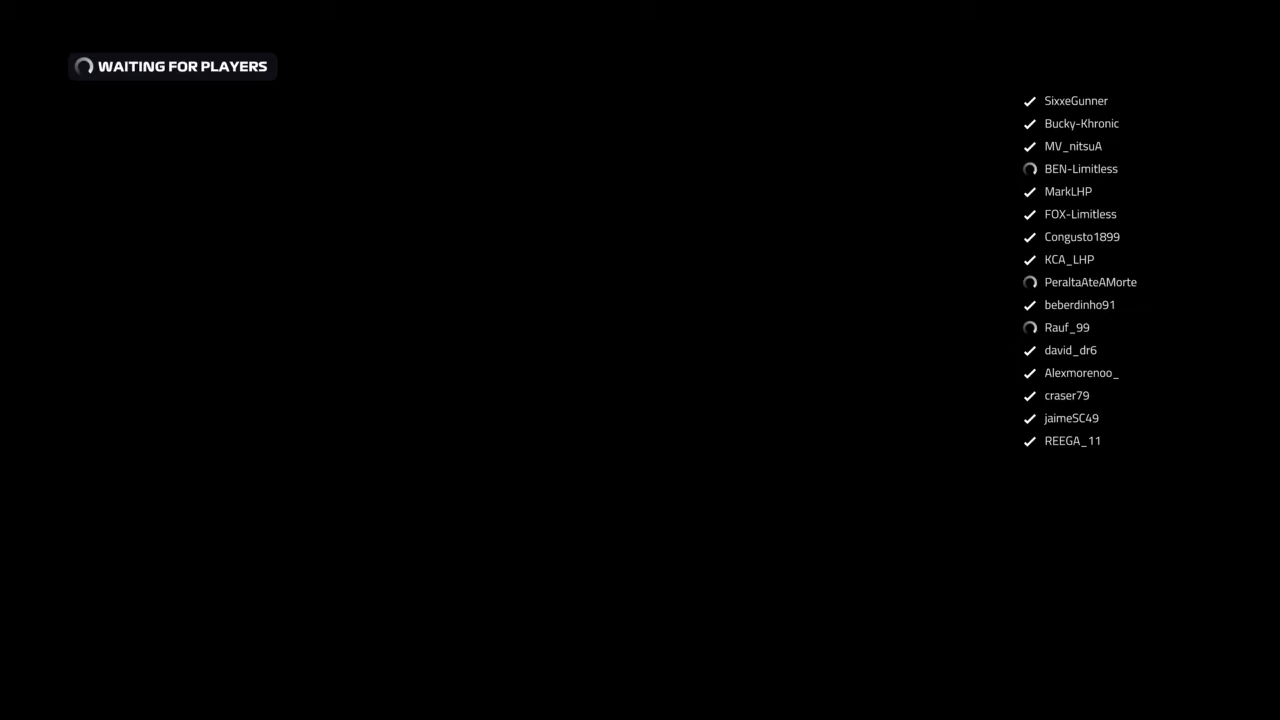 WAITING FOR PLAYERS
SixxeGunner
Bucky-Khronic
MV_nitsuA
BEN-Limitless
MarkLHP
FOX-Limitless
Congusto1899
KCA_LHP
PeraltaAteAMorte
beberdinho91
Rauf_99
david_dr6
Alexmorenoo_
craser79
jaimeSC49
REEGA_11